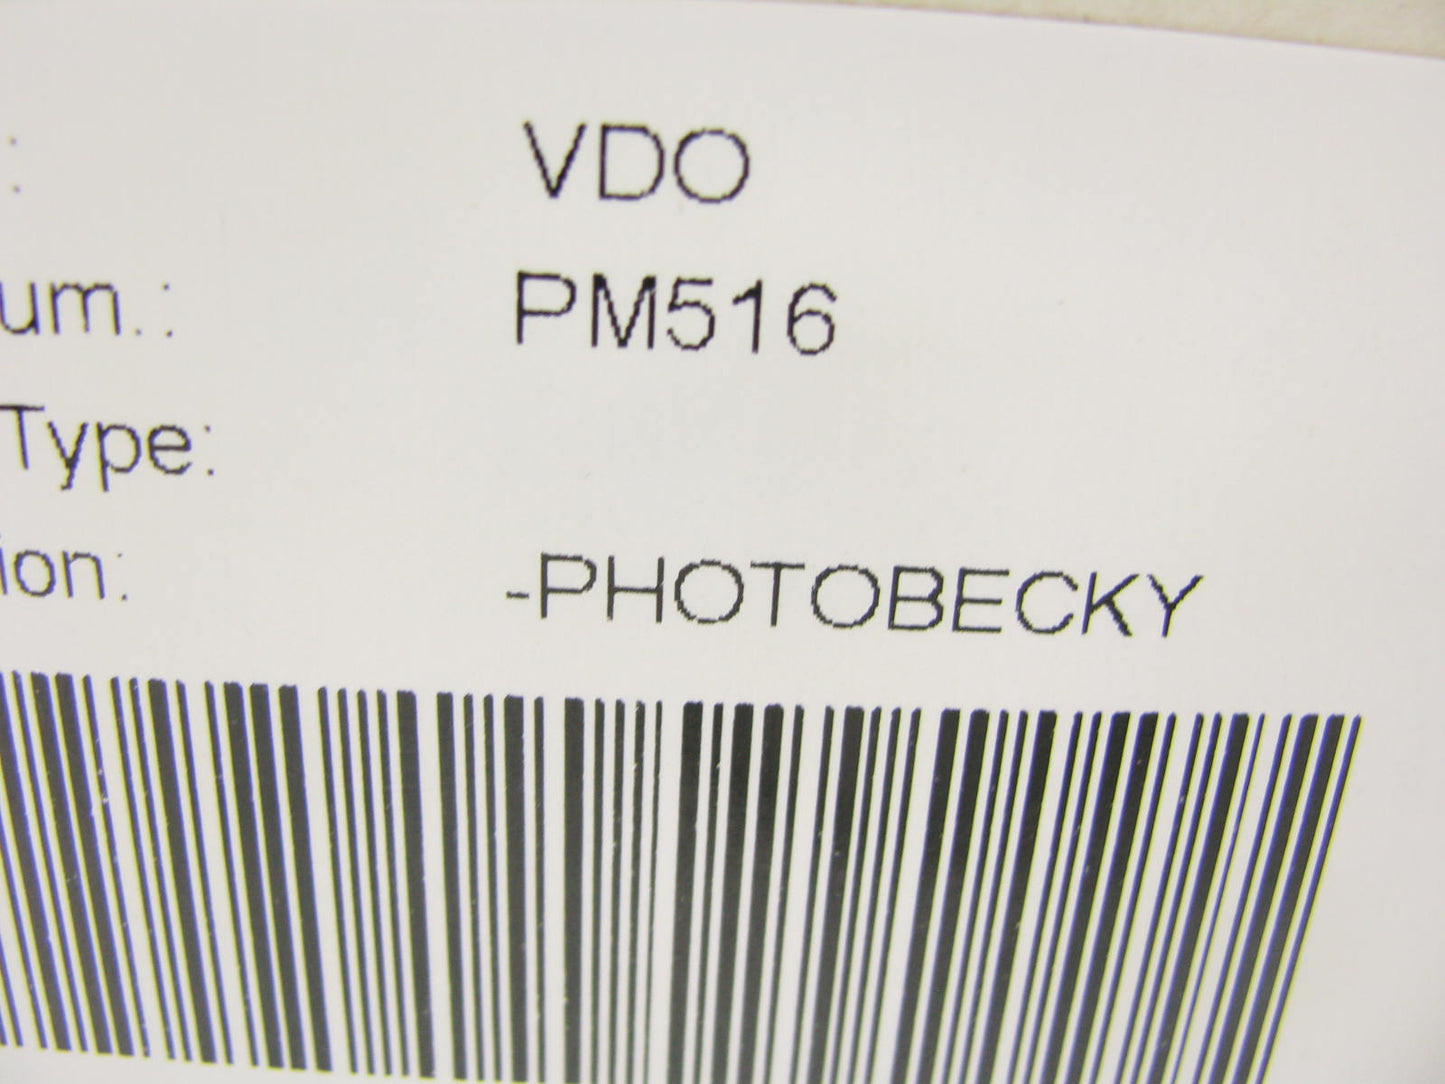 : VDO
um.: PM516
Type:
ion: -PHOTOBECKY